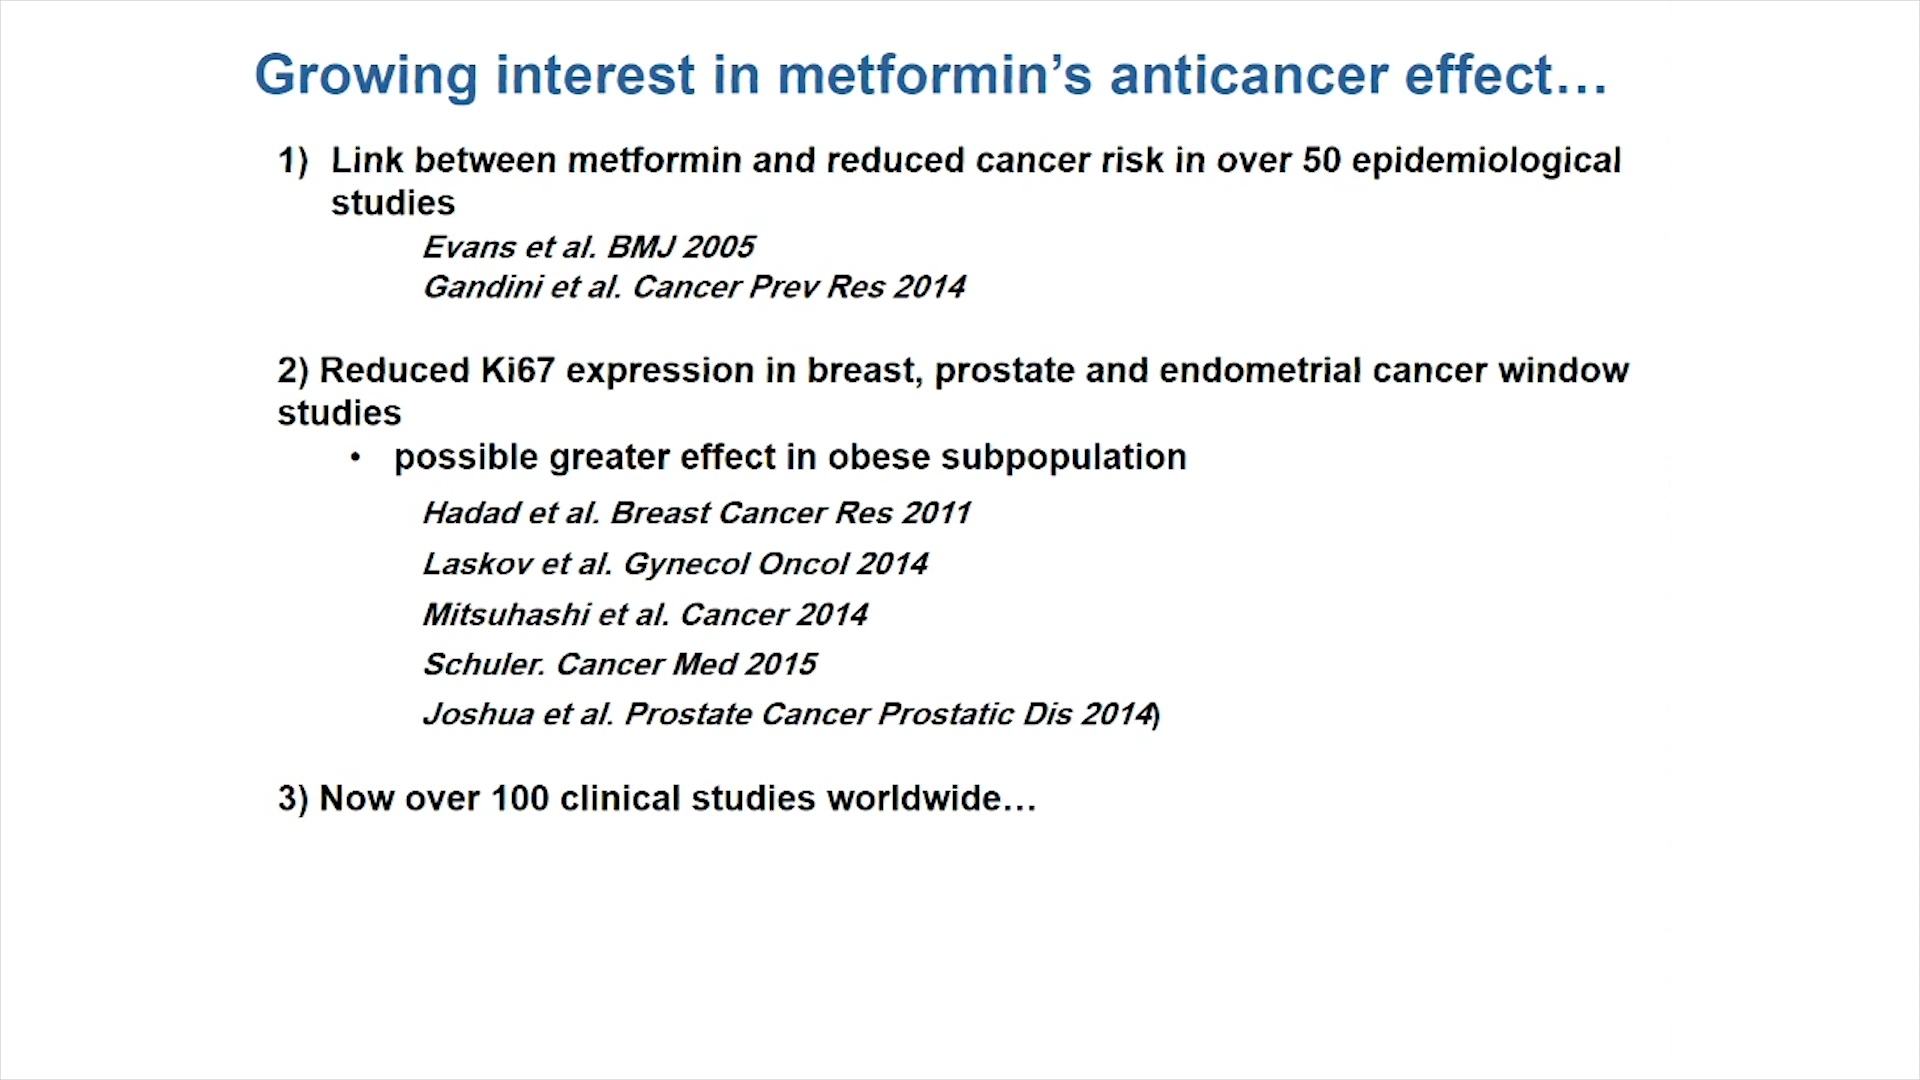 Growing interest in metformin’s anticancer effect…
1) Link between metformin and reduced cancer risk in over 50 epidemiological
studies
Evans et al. BMJ 2005
Gandini et al. Cancer Prev Res 2014
2) Reduced Ki67 expression in breast, prostate and endometrial cancer window
studies
• possible greater effect in obese subpopulation
Hadad et al. Breast Cancer Res 2011
Laskov et al. Gynecol Oncol 2014
Mitsuhashi et al. Cancer 2014
Schuler. Cancer Med 2015
Joshua et al. Prostate Cancer Prostatic Dis 2014)
3) Now over 100 clinical studies worldwide…